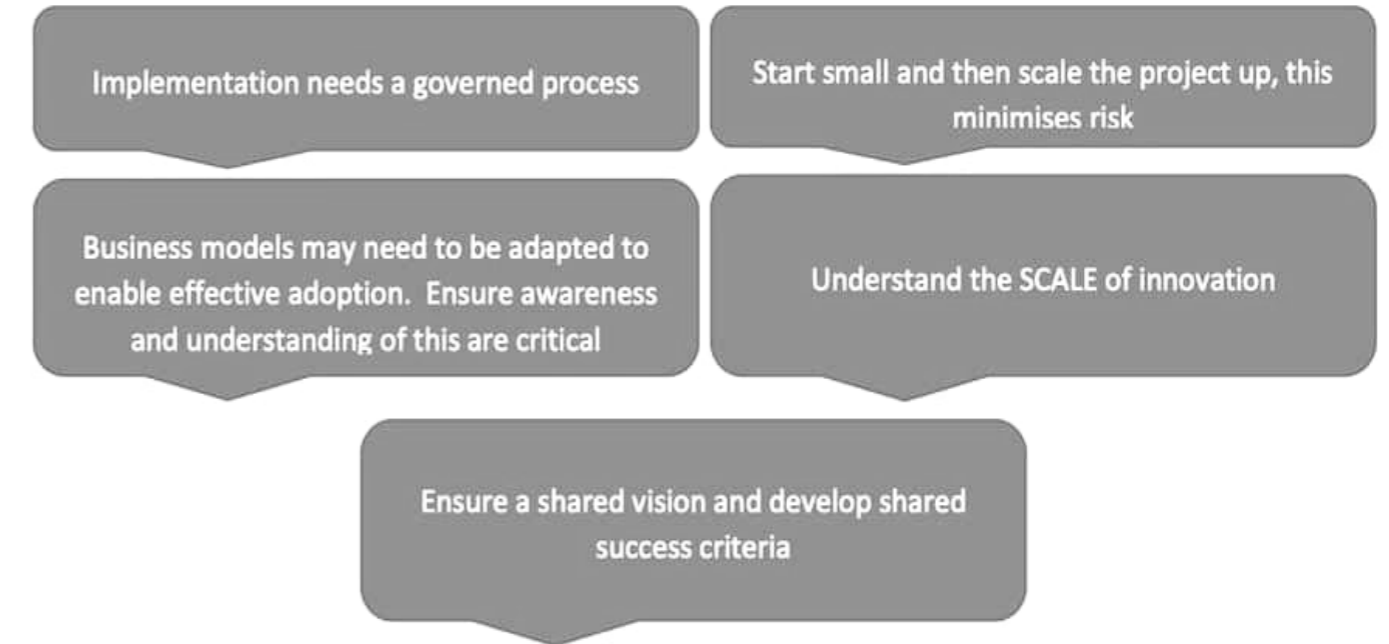 Implementation needs a governed process
Start small and then scale the project up, this
minimises risk
Business models may need to be adapted to
enable effective adoption.  Ensure awareness
and understanding of this are critical
Understand the SCALE of innovation
Ensure a shared vision and develop shared
success criteria